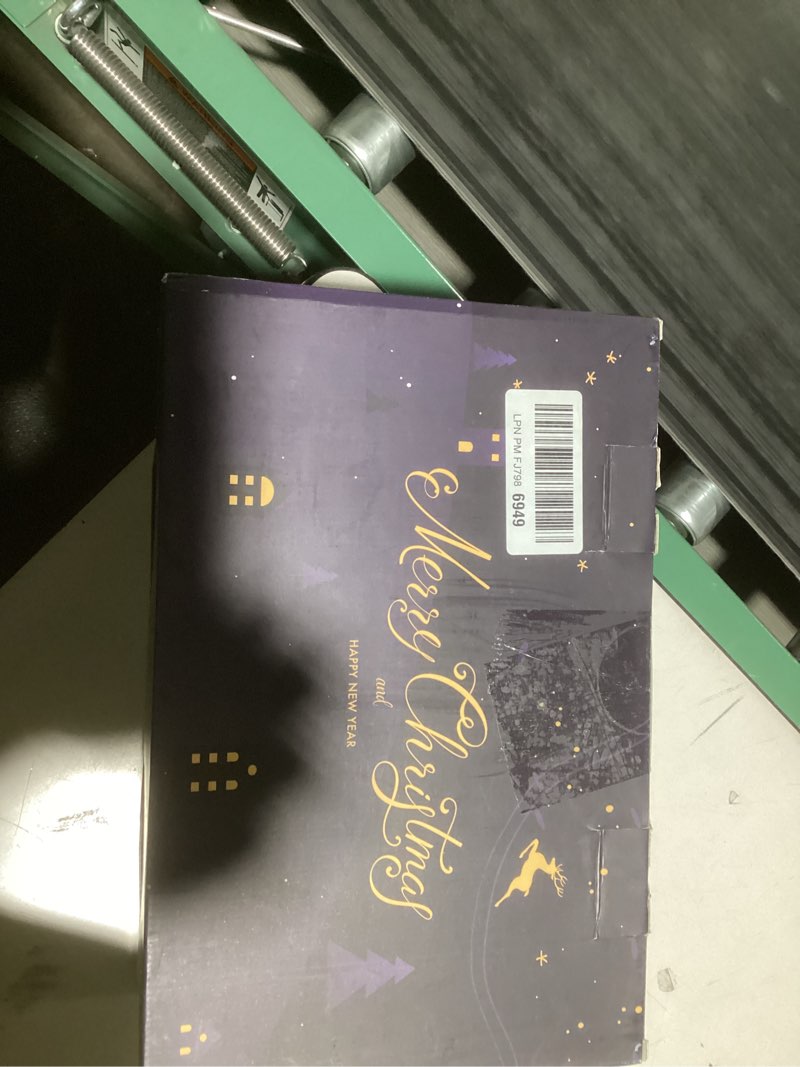 Merry Christmas
and
HAPPY NEW YEAR
LPN PM FJ798 6949